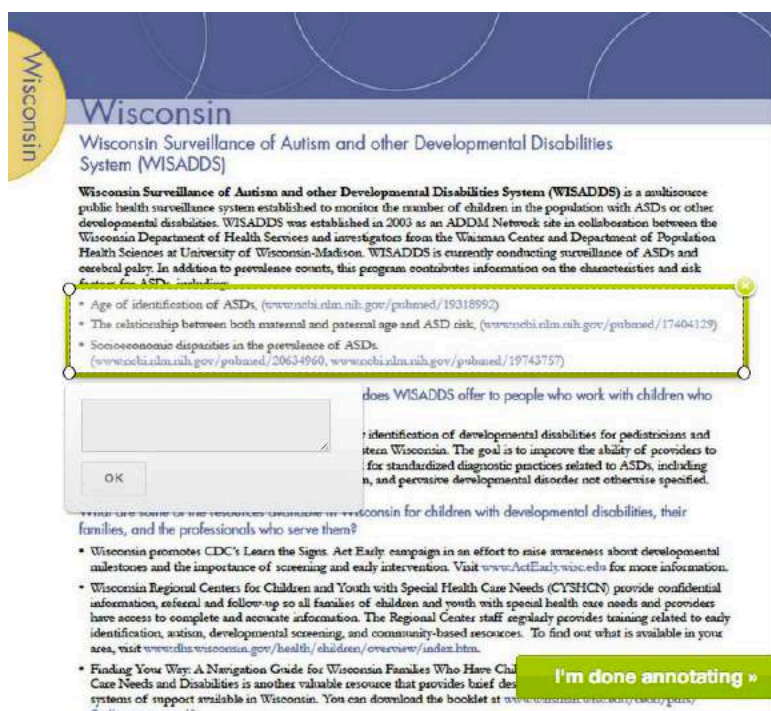 Wisconsin
Wisconsin
Wisconsin Surveillance of Autism and other Developmental Disabilities
System (WISADDS)
Wisconsin Surveillance of Autism and other Developmental Disabilities System (WISADDS) is a multisource
public health surveillance system established to monitor the number of children in the population with ASDs or other
developmental disabilities. WISADDS was established in 2003 as an ADDM Network site in collaboration between the
Wisconsin Department of Health Services and investigators from the Waisman Center and Department of Population
Health Sciences at University of Wisconsin-Madison. WISADDS is currently conducting surveillance of ASDs and
cerebral palsy. In addition to prevalence counts, this program contributes information on the characteristics and risk
factors for ASDs, including:
• Age of identification of ASDs, (www.ncbi.nlm.nih.gov/pubmed/19318992)
• The relationship between both maternal and paternal age and ASD risk, (www.ncbi.nlm.nih.gov/pubmed/17404129)
• Socioeconomic disparities in the prevalence of ASDs.
(www.ncbi.nlm.nih.gov/pubmed/20634960, www.ncbi.nlm.nih.gov/pubmed/19743757)
does WISADDS offer to people who work with children who
identification of developmental disabilities for pediatricians and
stern Wisconsin. The goal is to improve the ability of providers to
for standardized diagnostic practices related to ASDs, including
n, and pervasive developmental disorder not otherwise specified.
OK
What are some of the resources available in Wisconsin for children with developmental disabilities, their
families, and the professionals who serve them?
• Wisconsin promotes CDC's Learn the Signs. Act Early. campaign in an effort to raise awareness about developmental
milestones and the importance of screening and early intervention. Visit www.ActEarly.wisc.edu for more information.
• Wisconsin Regional Centers for Children and Youth with Special Health Care Needs (CYSHCN) provide confidential
information, referral and follow-up so all families of children and youth with special health care needs and providers
have access to complete and accurate information. The Regional Center staff regularly provides training related to early
identification, autism, developmental screening, and community-based resources. To find out what is available in your
area, visit www.dhs.wisconsin.gov/health/children/overview/index.htm.
• Finding Your Way: A Navigation Guide for Wisconsin Families Who Have Chil
Care Needs and Disabilities is another valuable resource that provides brief des
systems of support available in Wisconsin. You can download the booklet at
I'm done annotating »